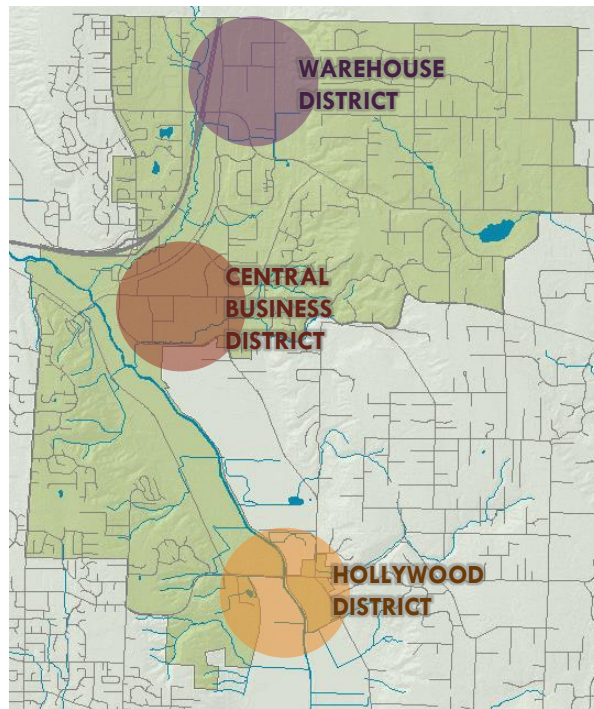 WAREHOUSE
DISTRICT
CENTRAL
BUSINESS
DISTRICT
HOLLYWOOD
DISTRICT